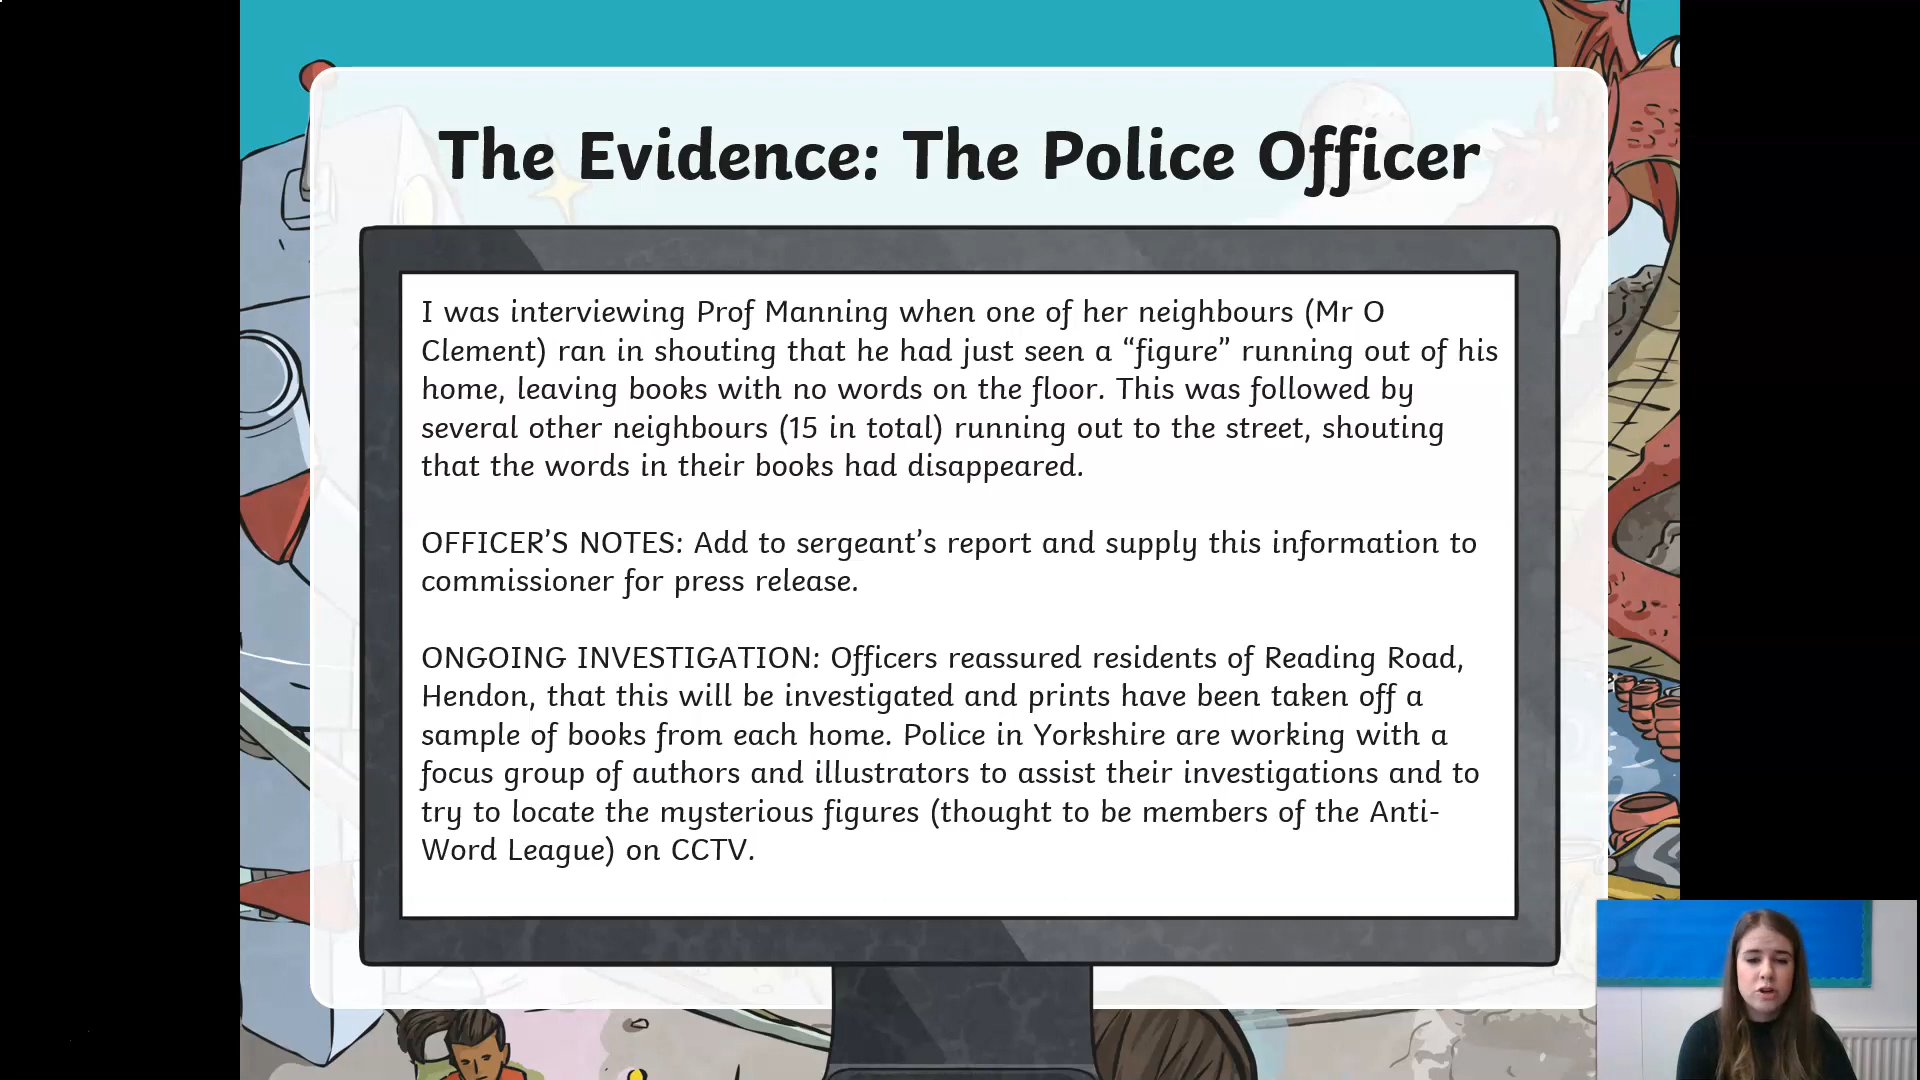 The Evidence: The Police Officer
I was interviewing Prof Manning when one of her neighbours (Mr O
Clement) ran in shouting that he had just seen a “figure” running out of his
home, leaving books with no words on the floor. This was followed by
several other neighbours (15 in total) running out to the street, shouting
that the words in their books had disappeared.
OFFICER’S NOTES: Add to sergeant’s report and supply this information to
commissioner for press release.
ONGOING INVESTIGATION: Officers reassured residents of Reading Road,
Hendon, that this will be investigated and prints have been taken off a
sample of books from each home. Police in Yorkshire are working with a
focus group of authors and illustrators to assist their investigations and to
try to locate the mysterious figures (thought to be members of the Anti-
Word League) on CCTV.